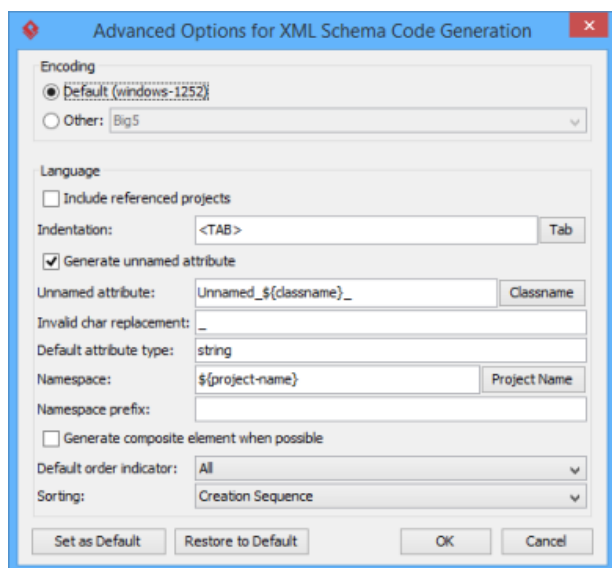 Advanced Options for XML Schema Code Generation
Encoding
Default (windows-1252)
Other: Big5
Language
Include referenced projects
Indentation: <TAB> Tab
Generate unnamed attribute
Unnamed attribute: Unnamed_${classname}_ Classname
Invalid char replacement: _
Default attribute type: string
Namespace: ${project-name} Project Name
Namespace prefix:
Generate composite element when possible
Default order indicator: All
Sorting: Creation Sequence
Set as Default Restore to Default OK Cancel